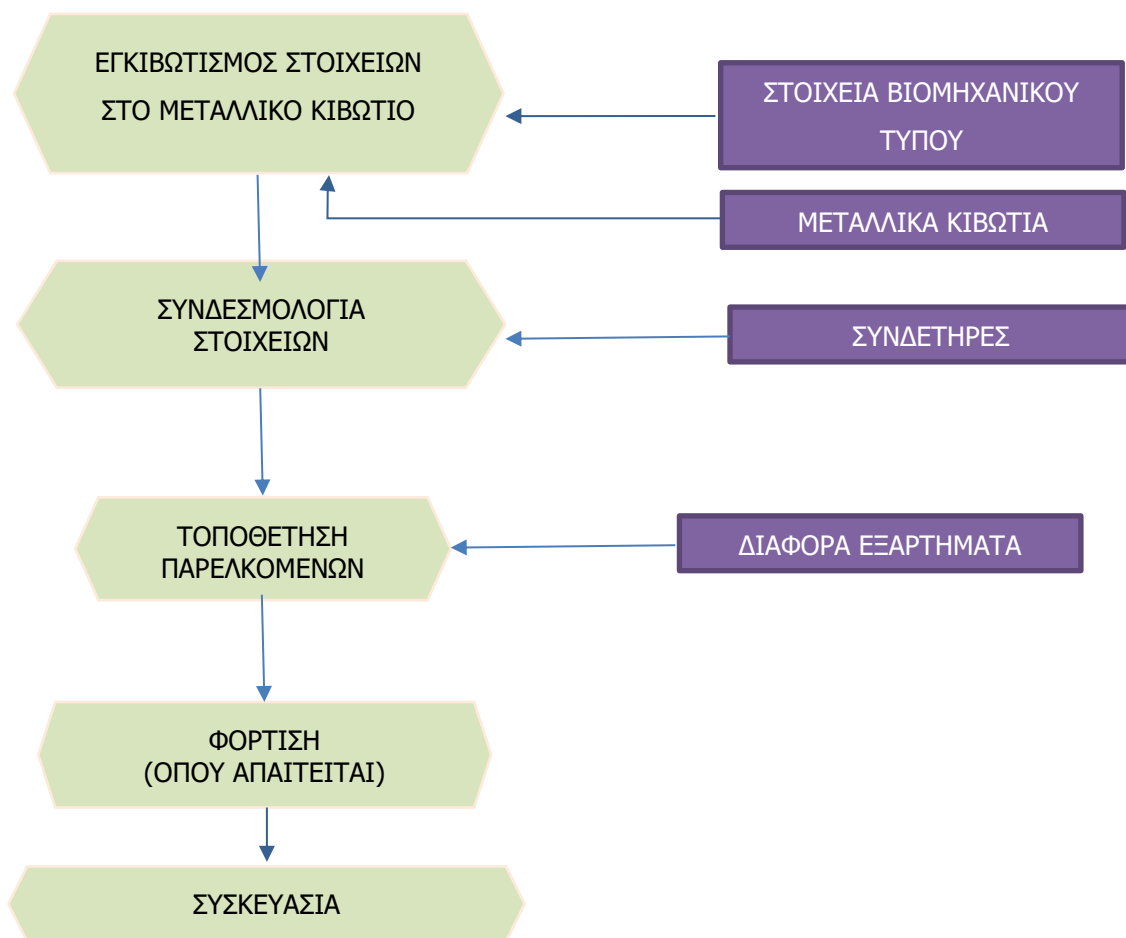 ΕΓΚΙΒΩΤΙΣΜΟΣ ΣΤΟΙΧΕΙΩΝ
ΣΤΟ ΜΕΤΑΛΛΙΚΟ ΚΙΒΩΤΙΟ
ΣΤΟΙΧΕΙΑ ΒΙΟΜΗΧΑΝΙΚΟΥ
ΤΥΠΟΥ
ΜΕΤΑΛΛΙΚΑ ΚΙΒΩΤΙΑ
ΣΥΝΔΕΣΜΟΛΟΓΙΑ
ΣΤΟΙΧΕΙΩΝ
ΣΥΝΔΕΤΗΡΕΣ
ΤΟΠΟΘΕΤΗΣΗ
ΠΑΡΕΛΚΟΜΕΝΩΝ
ΔΙΑΦΟΡΑ ΕΞΑΡΤΗΜΑΤΑ
ΦΟΡΤΙΣΗ
(ΟΠΟΥ ΑΠΑΙΤΕΙΤΑΙ)
ΣΥΣΚΕΥΑΣΙΑ